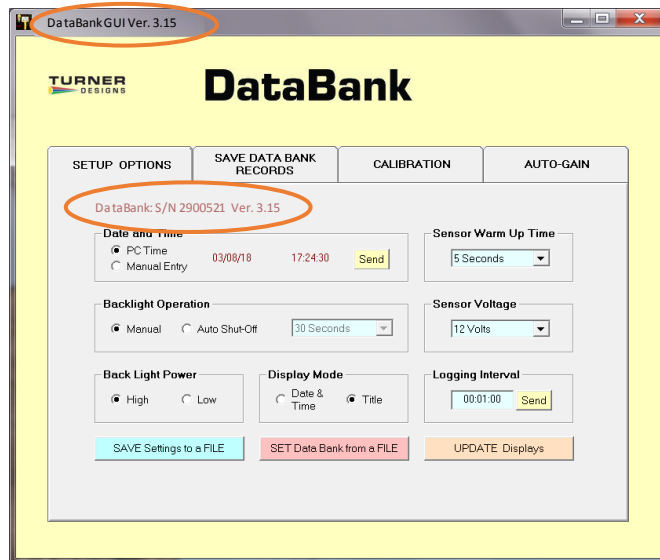 DataBank GUI Ver. 3.15
TURNER
DESIGNS
DataBank
SETUP OPTIONS
SAVE DATA BANK
RECORDS
CALIBRATION
AUTO-GAIN
DataBank: S/N 2900521 Ver. 3.15
Date and Time
PC Time
Manual Entry
03/08/18
17:24:30
Send
Sensor Warm Up Time
5 Seconds
Backlight Operation
Manual
Auto Shut-Off
30 Seconds
Sensor Voltage
12 Volts
Back Light Power
High
Low
Display Mode
Date &
Time
Title
Logging Interval
00:01:00
Send
SAVE Settings to a FILE
SET Data Bank from a FILE
UPDATE Displays